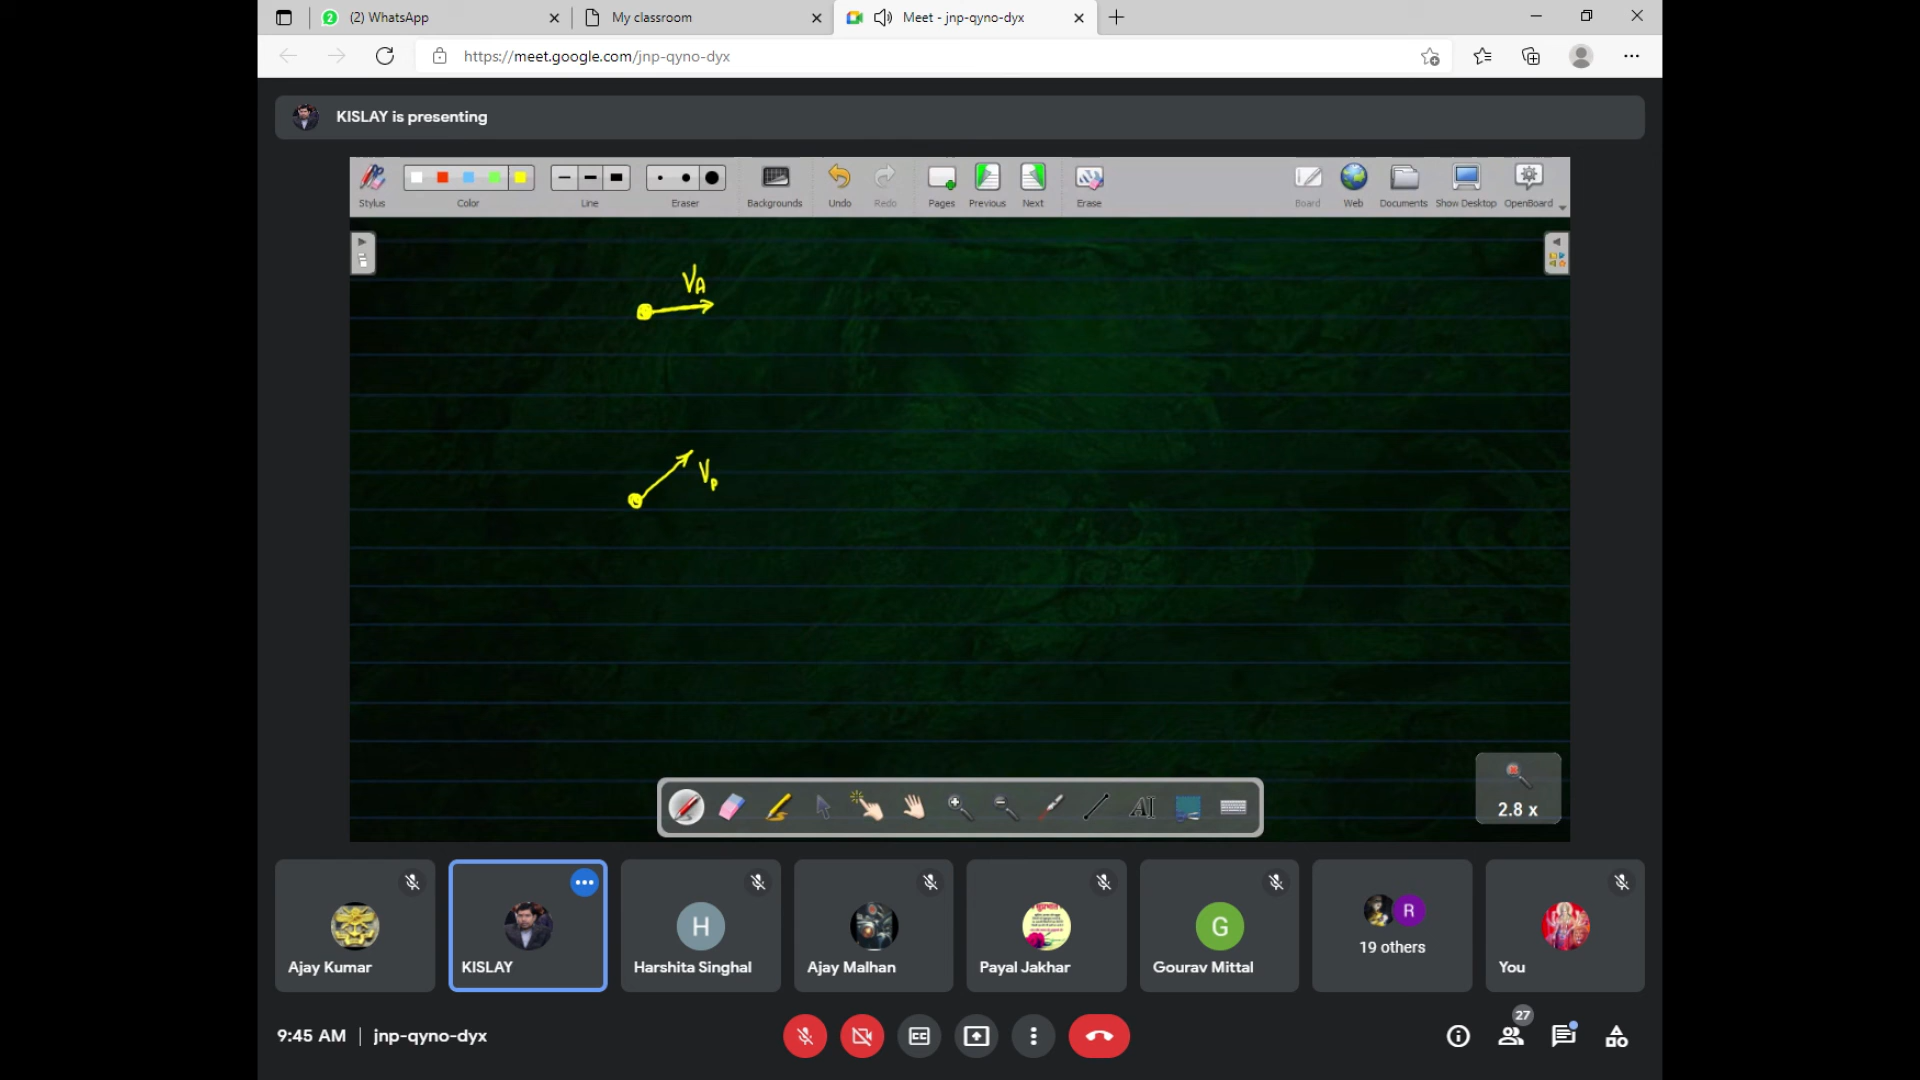 (2) WhatsApp
My classroom
Meet - jnp-qyno-dyx
https://meet.google.com/jnp-qyno-dyx
KISLAY is presenting
Stylus Color Line Eraser Backgrounds Undo Redo Pages Previous Next Erase Board Web Documents Show Desktop OpenBoard
VA
VP
AI
2.8 x
Ajay Kumar
KISLAY
H
Harshita Singhal
Ajay Malhan
Payal Jakhar
G
Gourav Mittal
R
19 others
You
9:45 AM | jnp-qyno-dyx
CC
27